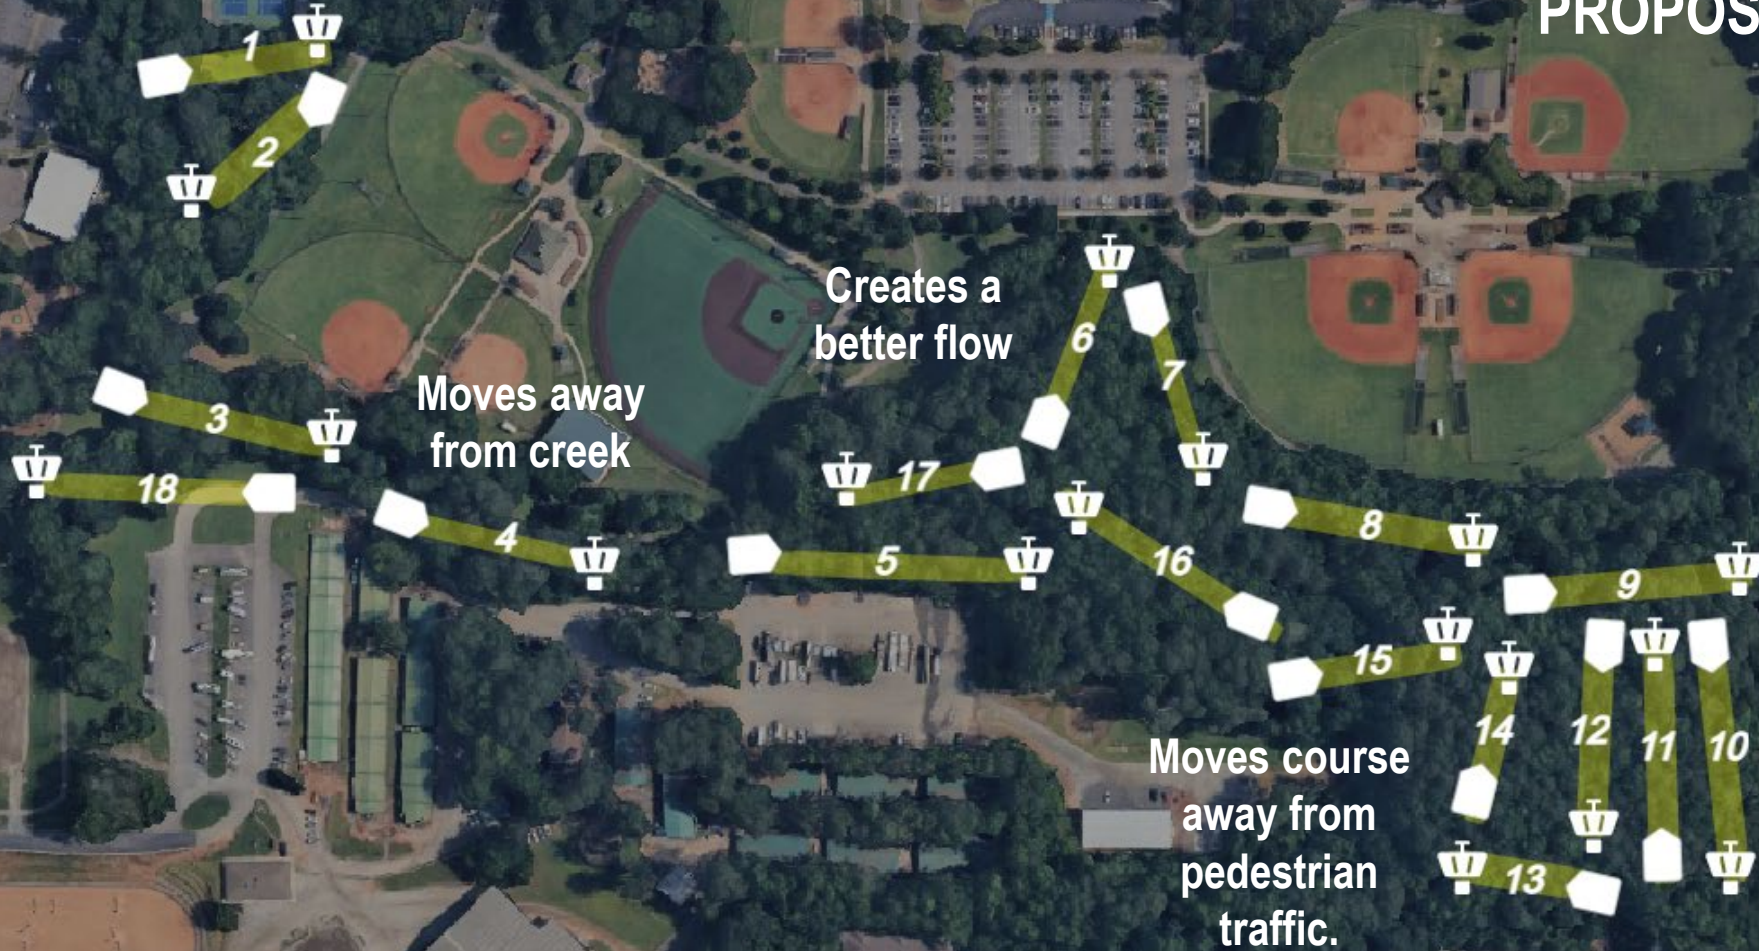 PROPOS
1
2
Creates a
better flow
6
7
Moves away
from creek
3
18
17
4
5
16
8
9
15
14
12
11
10
Moves course
away from
pedestrian
traffic.
13